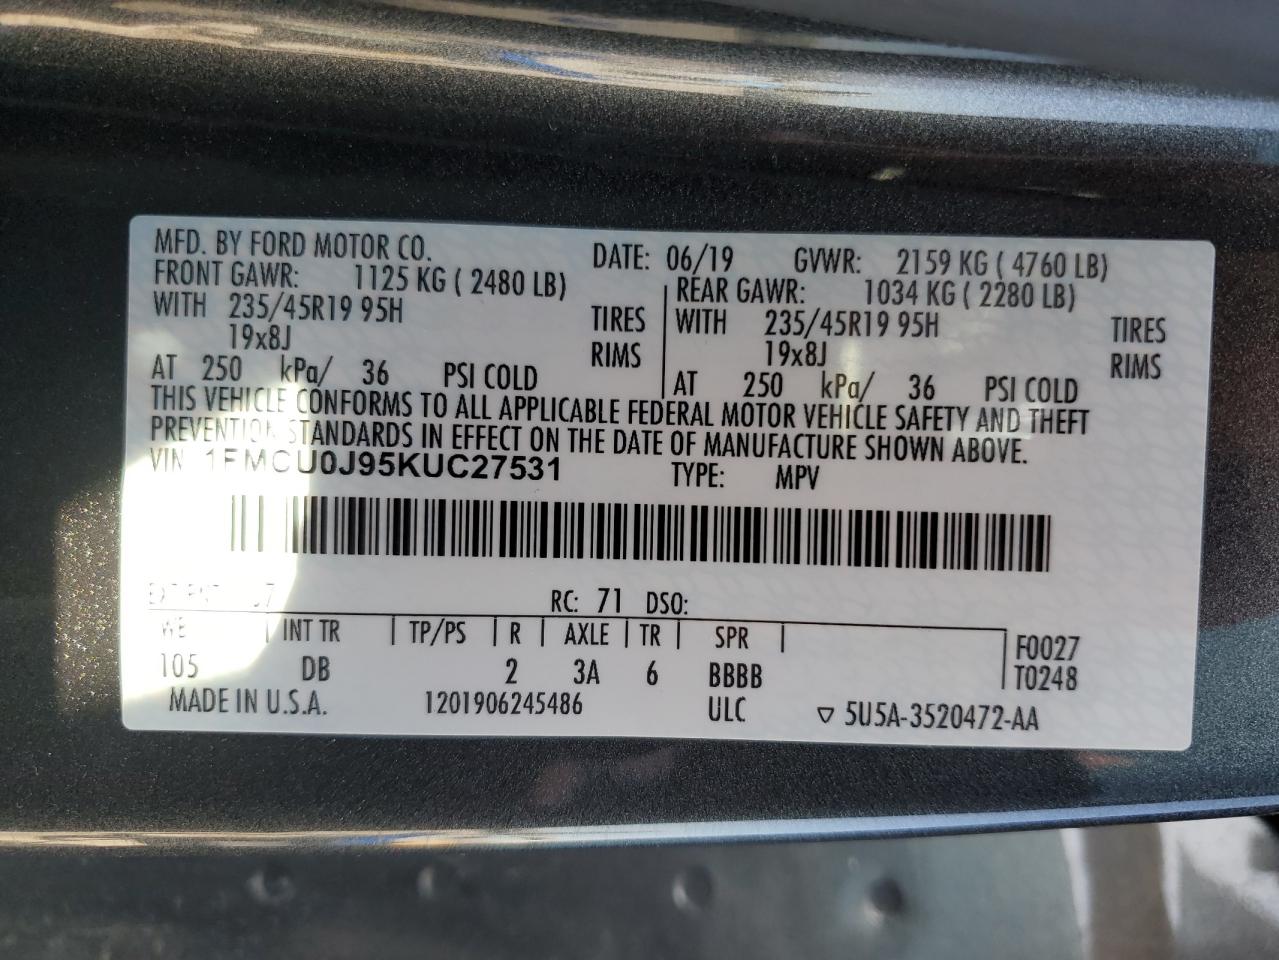 MFD. BY FORD MOTOR CO. DATE: 06/19 GVWR: 2159 KG ( 4760 LB)
FRONT GAWR: 1125 KG ( 2480 LB) REAR GAWR: 1034 KG ( 2280 LB)
WITH 235/45R19 95H TIRES WITH 235/45R19 95H TIRES
19x8J RIMS 19x8J RIMS
AT 250 kPa/ 36 PSI COLD AT 250 kPa/ 36 PSI COLD
THIS VEHICLE CONFORMS TO ALL APPLICABLE FEDERAL MOTOR VEHICLE SAFETY AND THEFT
PREVENTION STANDARDS IN EFFECT ON THE DATE OF MANUFACTURE SHOWN ABOVE.
VIN 1FMCU0J95KUC27531 TYPE: MPV
RC: 71 DSO:
WB INT TR TP/PS R AXLE TR SPR F0027
105 DB 2 3A 6 BBBB T0248
MADE IN U.S.A. 1201906245486 ULC ▽ 5U5A-3520472-AA